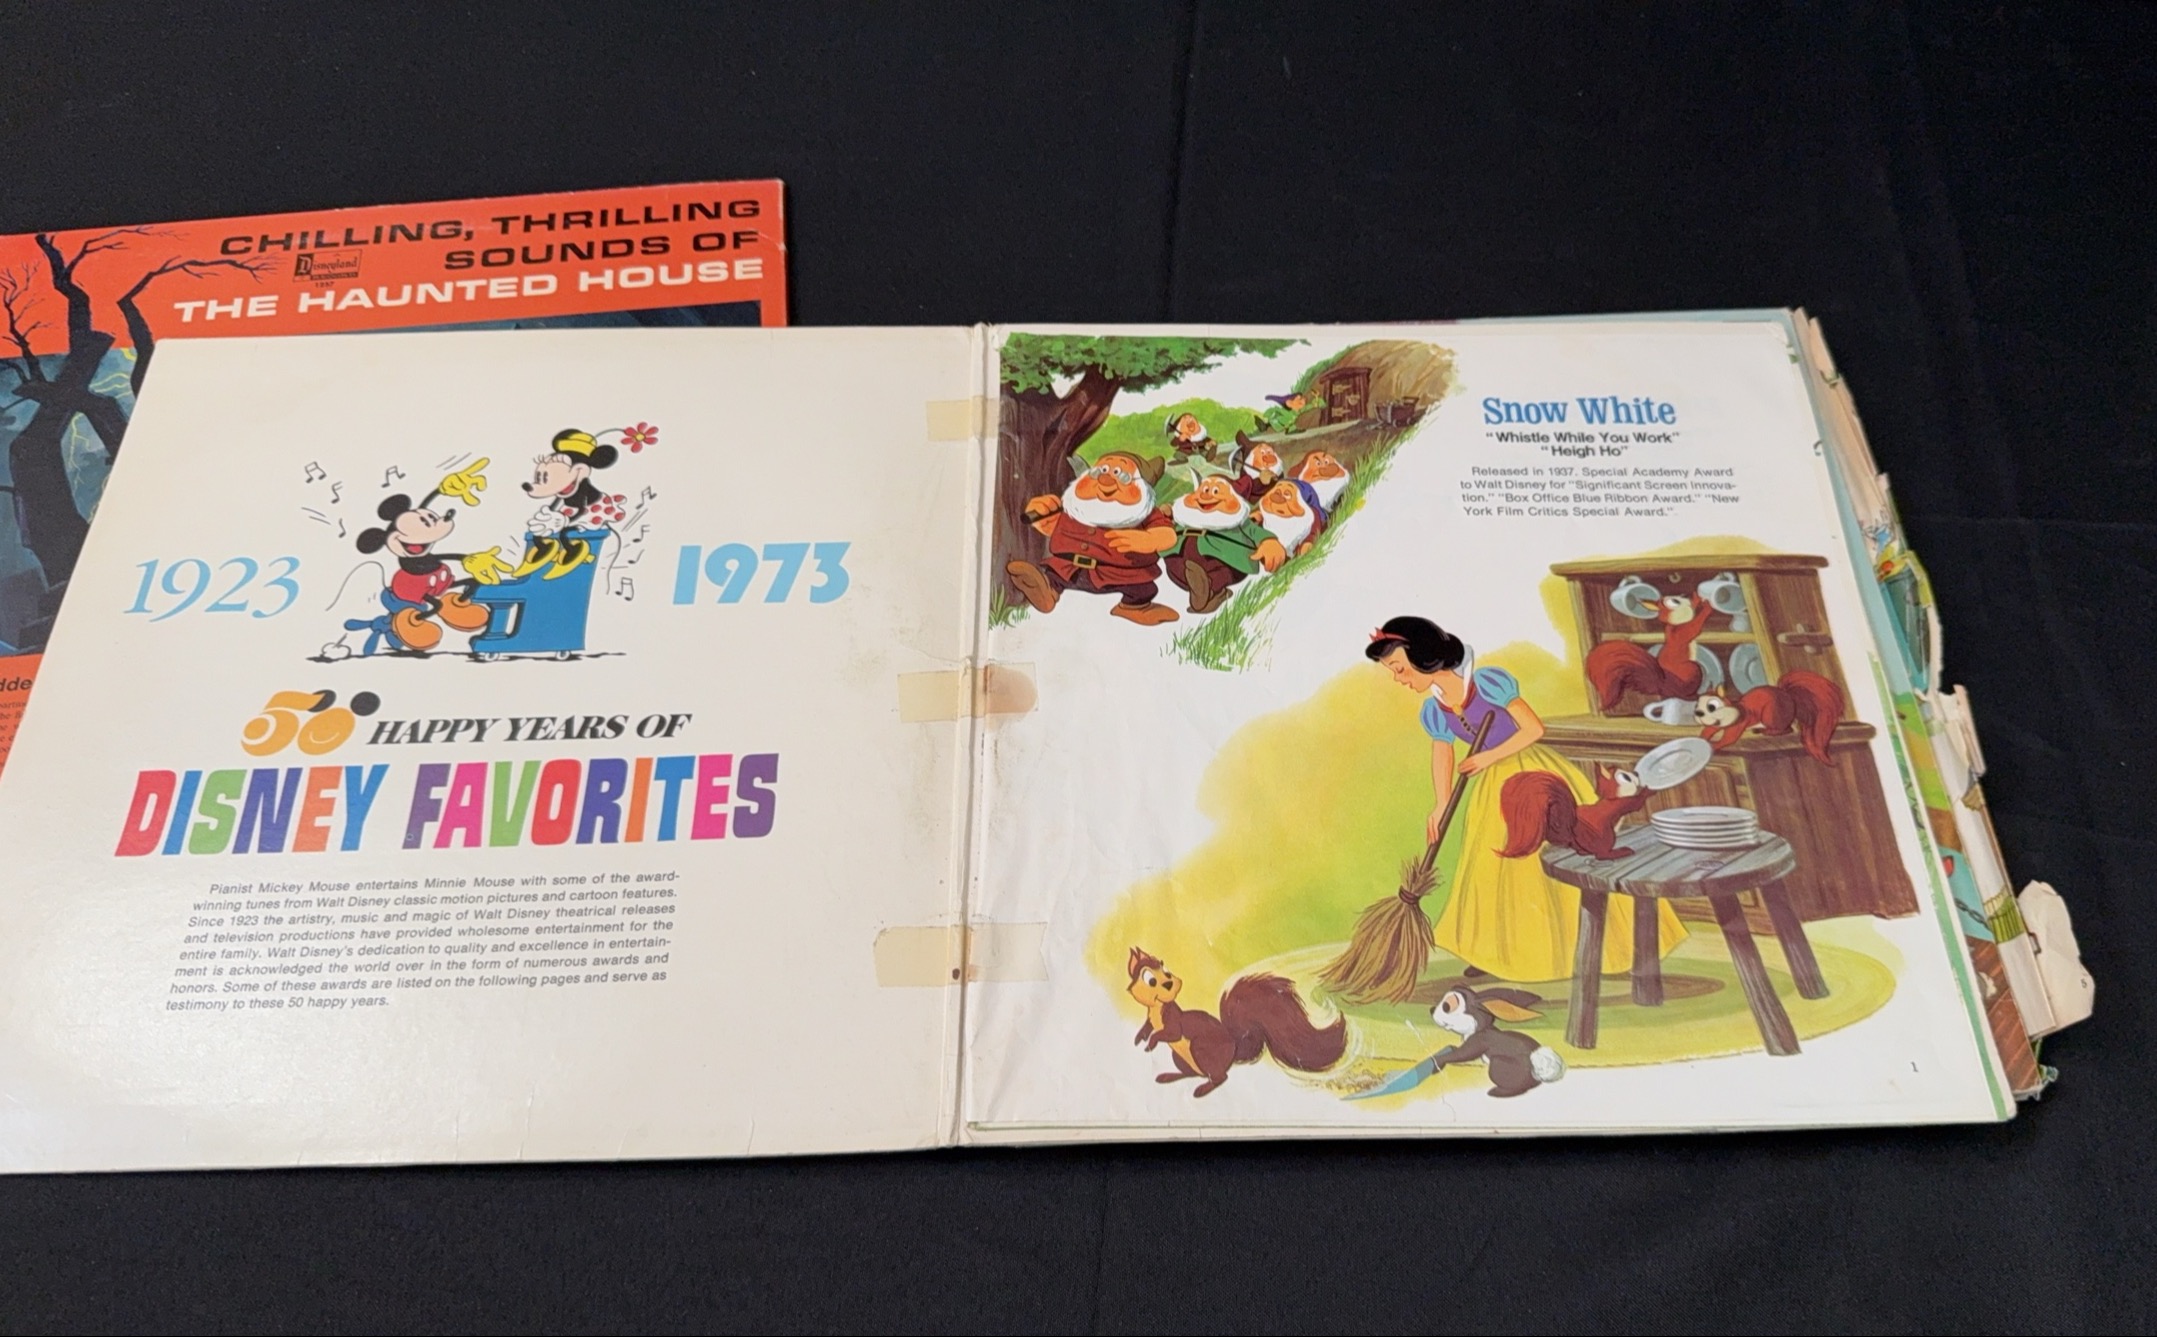 CHILLING, THRILLING
SOUNDS OF
THE HAUNTED HOUSE
Disneyland
1923
1973
50 HAPPY YEARS OF
DISNEY FAVORITES
Pianist Mickey Mouse entertains Minnie Mouse with some of the award-
winning tunes from Walt Disney classic motion pictures and cartoon features.
Since 1923 the artistry, music and magic of Walt Disney theatrical releases
and television productions have provided wholesome entertainment for the
entire family. Walt Disney's dedication to quality and excellence in entertain-
ment is acknowledged the world over in the form of numerous awards and
honors. Some of these awards are listed on the following pages and serve as
testimony to these 50 happy years.
Snow White
"Whistle While You Work"
"Heigh Ho"
Released in 1937. Special Academy Award
to Walt Disney for "Significant Screen Innova-
tion." "Box Office Blue Ribbon Award." "New
York Film Critics Special Award."
1
5